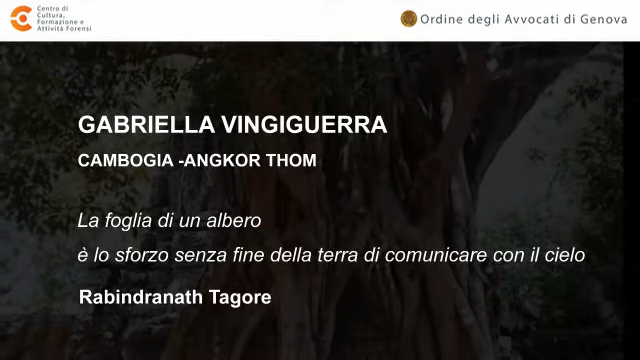 Centro di
Cultura,
Formazione e
Attività Forensi
Ordine degli Avvocati di Genova
GABRIELLA VINGIGUERRA
CAMBOGIA -ANGKOR THOM
La foglia di un albero
è lo sforzo senza fine della terra di comunicare con il cielo
Rabindranath Tagore